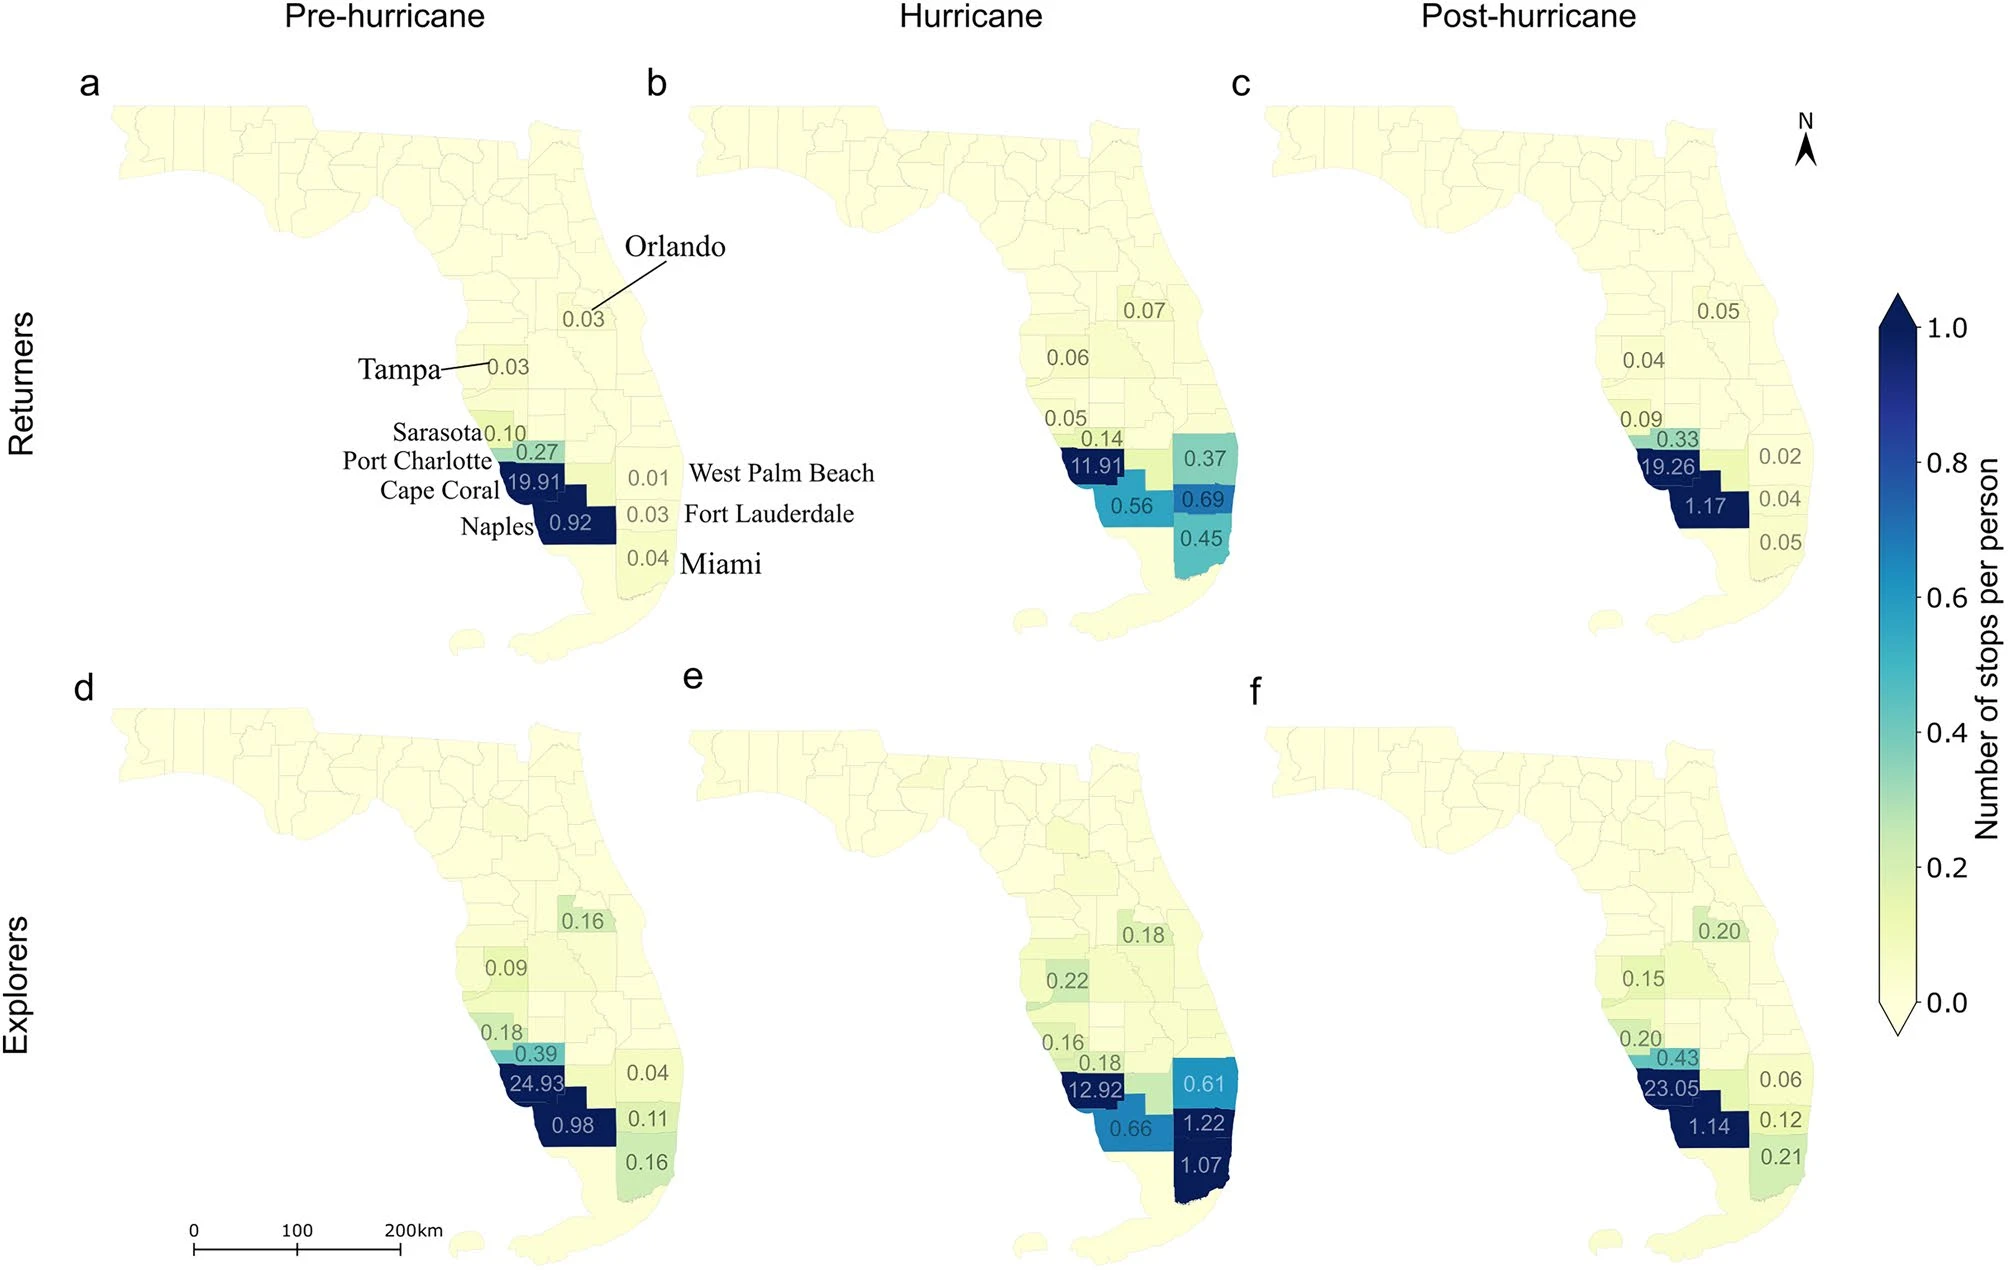 Pre-hurricane
Hurricane
Post-hurricane
a
b
c
N
Returners
Orlando
0.03
Tampa
0.03
Sarasota
0.10
Port Charlotte
0.27
Cape Coral
19.91
Naples
0.92
0.01
West Palm Beach
0.03
Fort Lauderdale
0.04
Miami
0.07
0.06
0.05
0.14
11.91
0.56
0.37
0.69
0.45
0.05
0.04
0.09
0.33
19.26
1.17
0.02
0.04
0.05
1.0
0.8
0.6
0.4
0.2
0.0
Number of stops per person
d
e
f
Explorers
0.16
0.09
0.18
0.39
24.93
0.98
0.04
0.11
0.16
0 100 200km
0.18
0.22
0.16
0.18
12.92
0.66
0.61
1.22
1.07
0.20
0.15
0.20
0.43
23.05
1.14
0.06
0.12
0.21